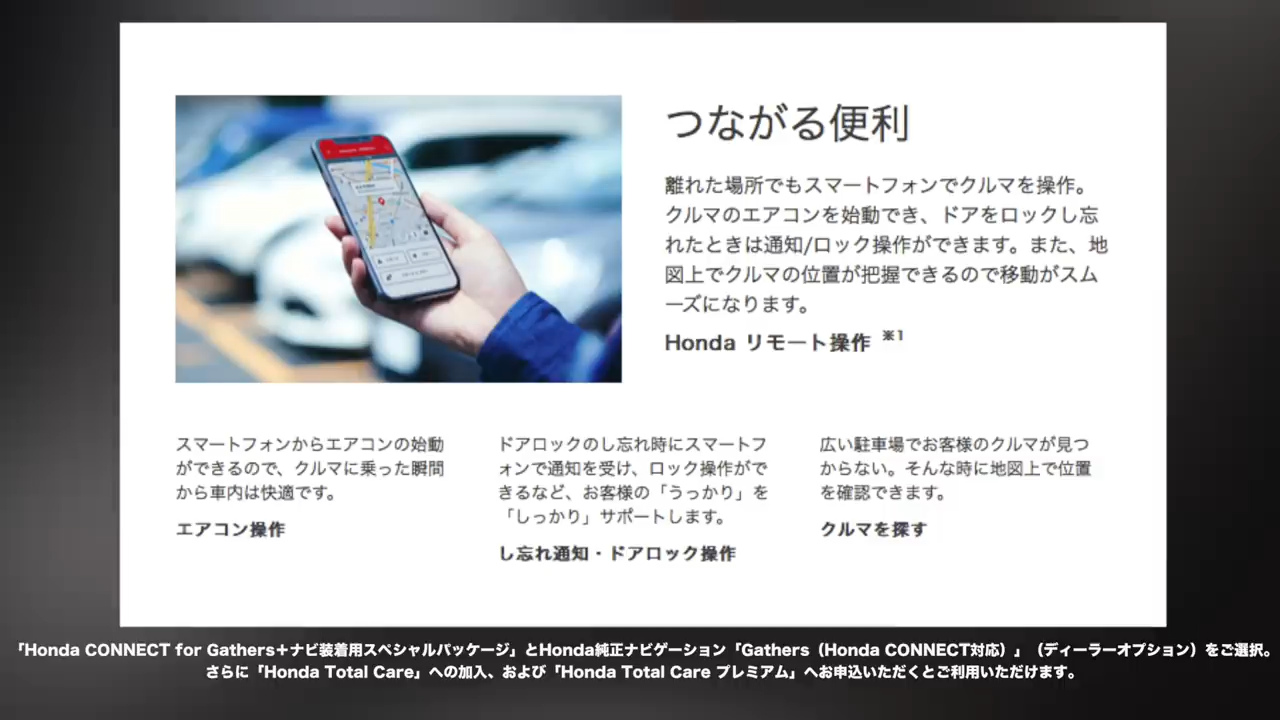 つながる便利
離れた場所でもスマートフォンでクルマを操作。
クルマのエアコンを始動でき、ドアをロックし忘
れたときは通知/ロック操作ができます。また、地
図上でクルマの位置が把握できるので移動がスム
ーズになります。
Honda リモート操作 ※1
スマートフォンからエアコンの始動
ができるので、クルマに乗った瞬間
から車内は快適です。
エアコン操作
ドアロックのし忘れ時にスマートフ
ォンで通知を受け、ロック操作がで
きるなど、お客様の「うっかり」を
「しっかり」サポートします。
し忘れ通知・ドアロック操作
広い駐車場でお客様のクルマが見つ
からない。そんな時に地図上で位置
を確認できます。
クルマを探す
「Honda CONNECT for Gathers+ナビ装着用スペシャルパッケージ」とHonda純正ナビゲーション「Gathers（Honda CONNECT対応）」（ディーラーオプション）をご選択。
さらに「Honda Total Care」への加入、および「Honda Total Care プレミアム」へお申込いただくとご利用いただけます。